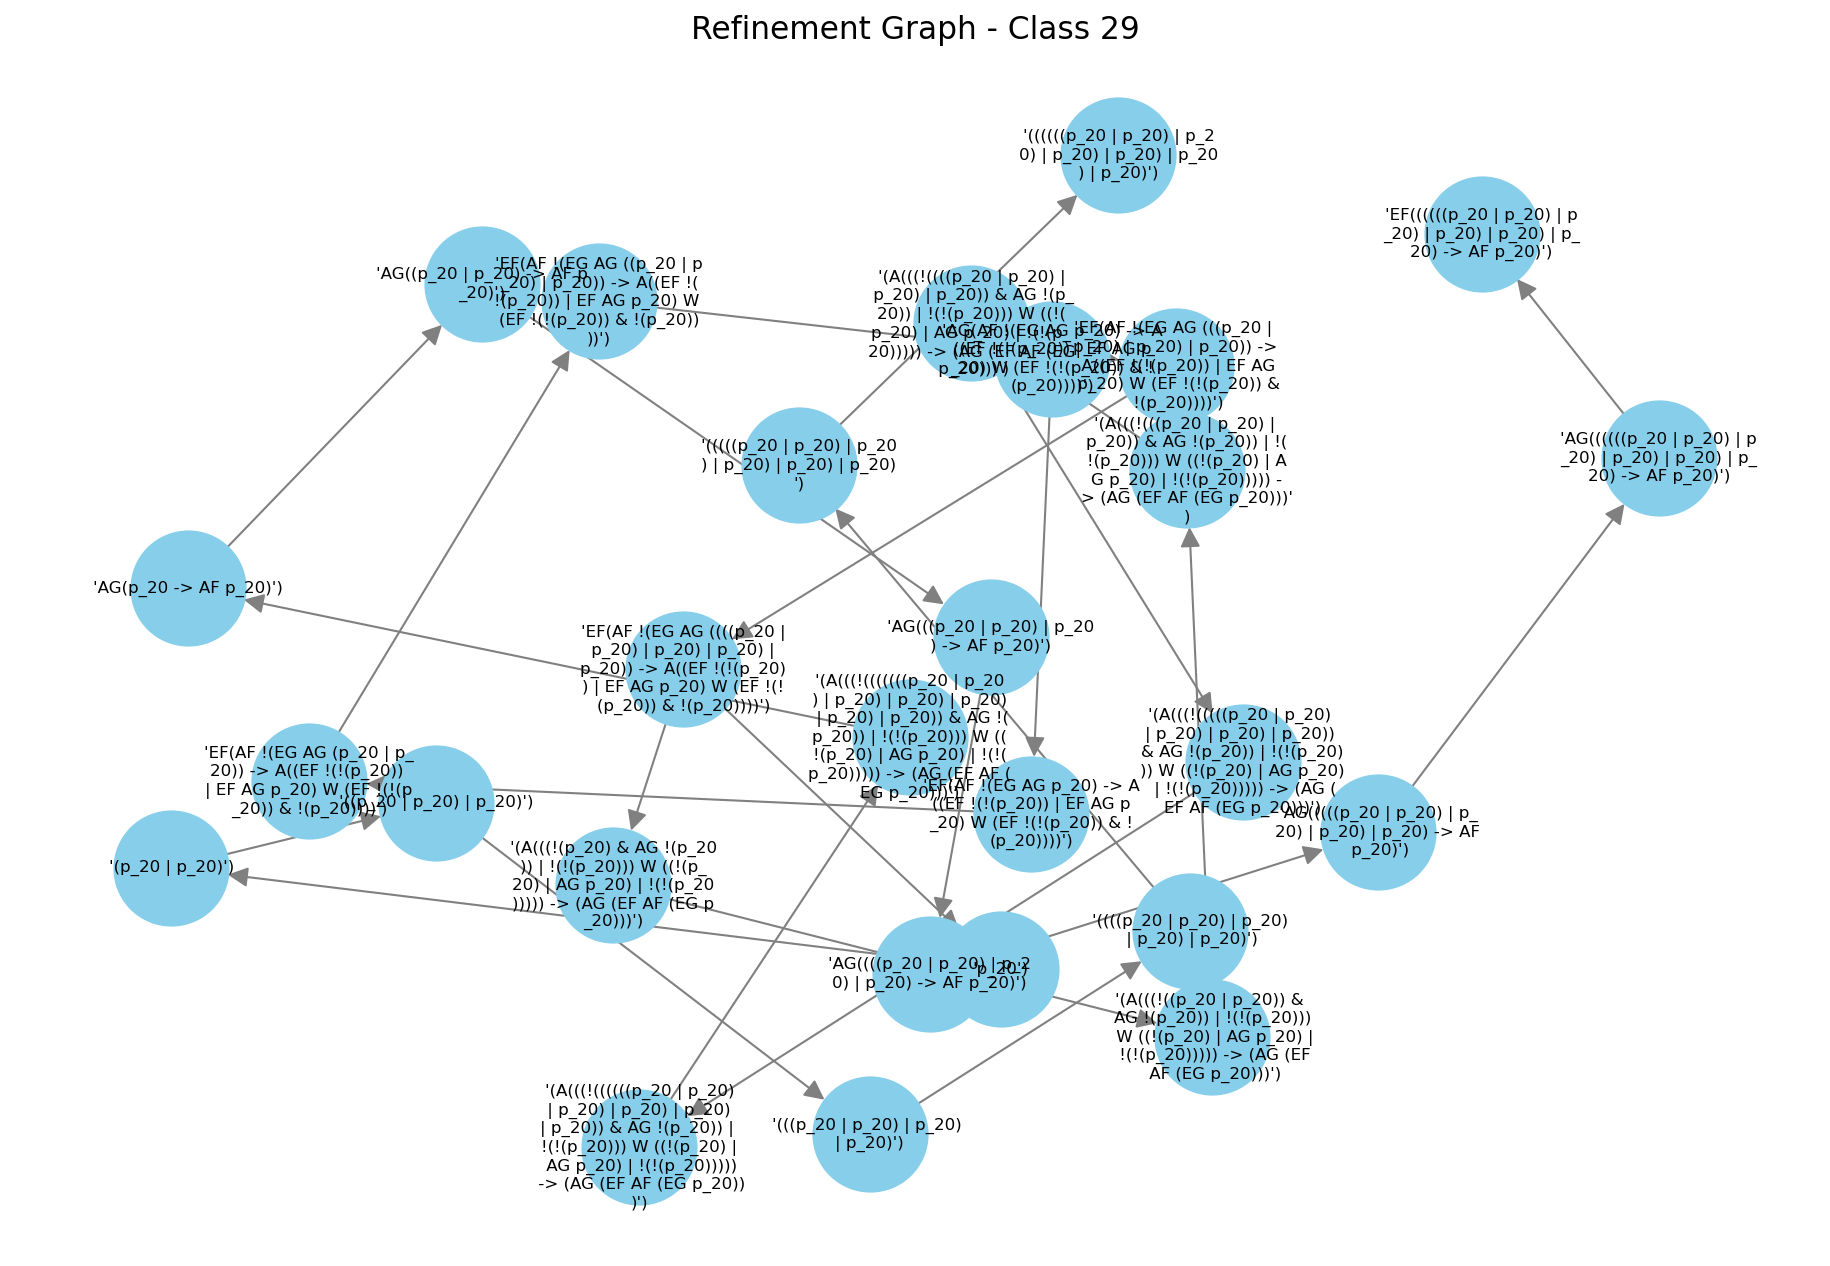 Refinement Graph - Class 29
'((((((p_20 | p_20) | p_2
0) | p_20) | p_20) | p_20
) | p_20)')
'EF((((((p_20 | p_20) | p
_20) | p_20) | p_20) | p_
20) -> AF p_20)')
'AG((p_20 | p_20) -> AF p
_20)')
'EF(AF !(EG AG ((p_20 | p
_20) | p_20)) -> A((EF !(
!(p_20)) | EF AG p_20) W
(EF !(!(p_20)) & !(p_20))
))')
'(A(((!((((p_20 | p_20) |
p_20) | p_20)) & AG !(p_
20)) | !(!(p_20))) W ((!(
p_20) | AG p_20) | !(!(p_
20))))) -> (AG (EF AF (EG
p_20)))')
'AG(AF !(EG AG p_20) -> A
((EF !(!(p_20)) | EF AG p
_20) W (EF !(!(p_20)) & !
(p_20))))')
'EF(AF !(EG AG (((p_20 |
p_20) | p_20) | p_20)) ->
A((EF !(!(p_20)) | EF AG
p_20) W (EF !(!(p_20)) &
!(p_20))))')
'(A(((!(((p_20 | p_20) |
p_20)) & AG !(p_20)) | !(
!(p_20))) W ((!(p_20) | A
G p_20) | !(!(p_20))))) -
> (AG (EF AF (EG p_20)))'
)
'(((((p_20 | p_20) | p_20
) | p_20) | p_20) | p_20)
')
'AG((((((p_20 | p_20) | p
_20) | p_20) | p_20) | p_
20) -> AF p_20)')
'AG(p_20 -> AF p_20)')
'AG(((p_20 | p_20) | p_20
) -> AF p_20)')
'EF(AF !(EG AG ((((p_20 |
p_20) | p_20) | p_20) |
p_20)) -> A((EF !(!(p_20)
) | EF AG p_20) W (EF !(!
(p_20)) & !(p_20))))')
'(A(((!(((((((p_20 | p_20
) | p_20) | p_20) | p_20)
| p_20) | p_20)) & AG !(
p_20)) | !(!(p_20))) W ((
!(p_20) | AG p_20) | !(!(
p_20))))) -> (AG (EF AF (
EG p_20)))')
'EF(AF !(EG AG p_20) -> A
((EF !(!(p_20)) | EF AG p
_20) W (EF !(!(p_20)) & !
(p_20))))')
'(A(((!(((((p_20 | p_20)
| p_20) | p_20) | p_20))
& AG !(p_20)) | !(!(p_20)
)) W ((!(p_20) | AG p_20)
| !(!(p_20))))) -> (AG (
EF AF (EG p_20)))')
'AG(((((p_20 | p_20) | p_
20) | p_20) | p_20) -> AF
p_20)')
'EF(AF !(EG AG (p_20 | p_
20)) -> A((EF !(!(p_20))
| EF AG p_20) W (EF !(!(p
_20)) & !(p_20))))')
'((p_20 | p_20) | p_20)')
'(p_20 | p_20)')
'(A(((!(p_20) & AG !(p_20
)) | !(!(p_20))) W ((!(p_
20) | AG p_20) | !(!(p_20
))))) -> (AG (EF AF (EG p
_20)))')
'((((p_20 | p_20) | p_20)
| p_20) | p_20)')
'AG((((p_20 | p_20) | p_2
0) | p_20) -> AF p_20)')
'p_20')
'(A(((!((p_20 | p_20)) &
AG !(p_20)) | !(!(p_20)))
W ((!(p_20) | AG p_20) |
!(!(p_20))))) -> (AG (EF
AF (EG p_20)))')
'(((p_20 | p_20) | p_20)
| p_20)')
'(A(((!((((((p_20 | p_20)
| p_20) | p_20) | p_20)
| p_20)) & AG !(p_20)) |
!(!(p_20))) W ((!(p_20) |
AG p_20) | !(!(p_20)))))
-> (AG (EF AF (EG p_20))
)')